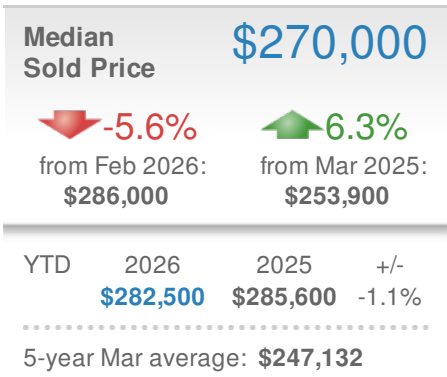 Median
Sold Price
$270,000
-5.6%
from Feb 2026:
$286,000
6.3%
from Mar 2025:
$253,900
YTD 2026 2025 +/-
$282,500 $285,600 -1.1%
5-year Mar average: $247,132